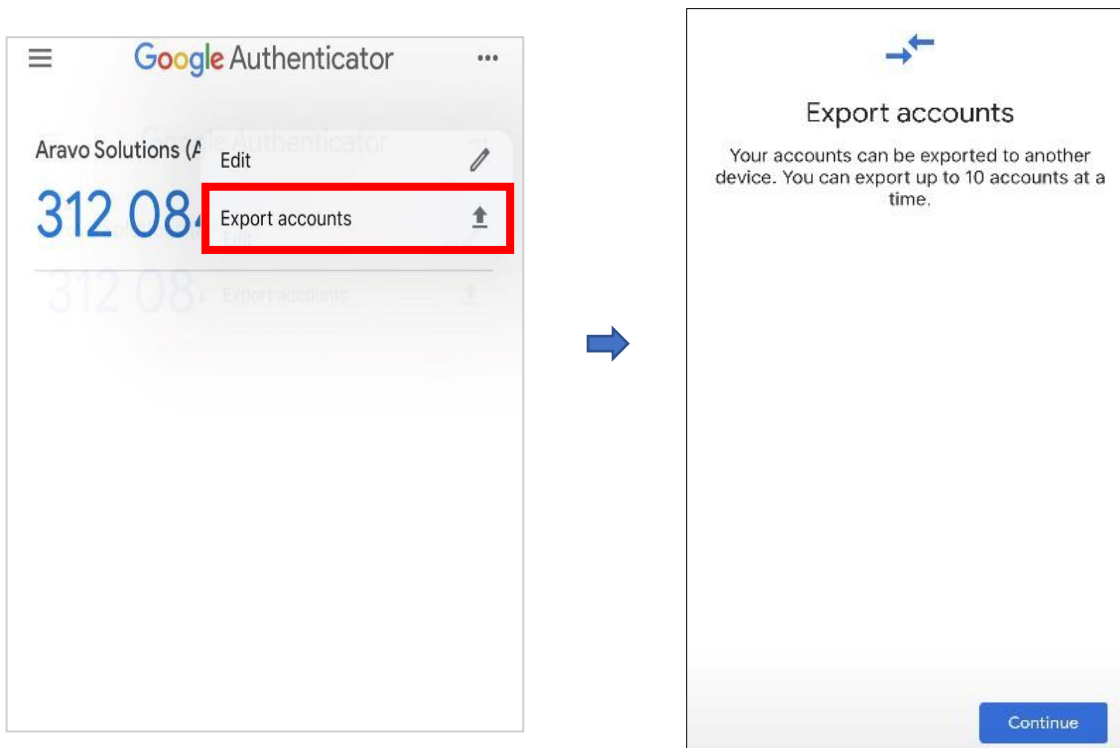 Google Authenticator
Aravo Solutions (A
Edit
312 084
Export accounts
Export accounts
Your accounts can be exported to another
device. You can export up to 10 accounts at a
time.
Continue